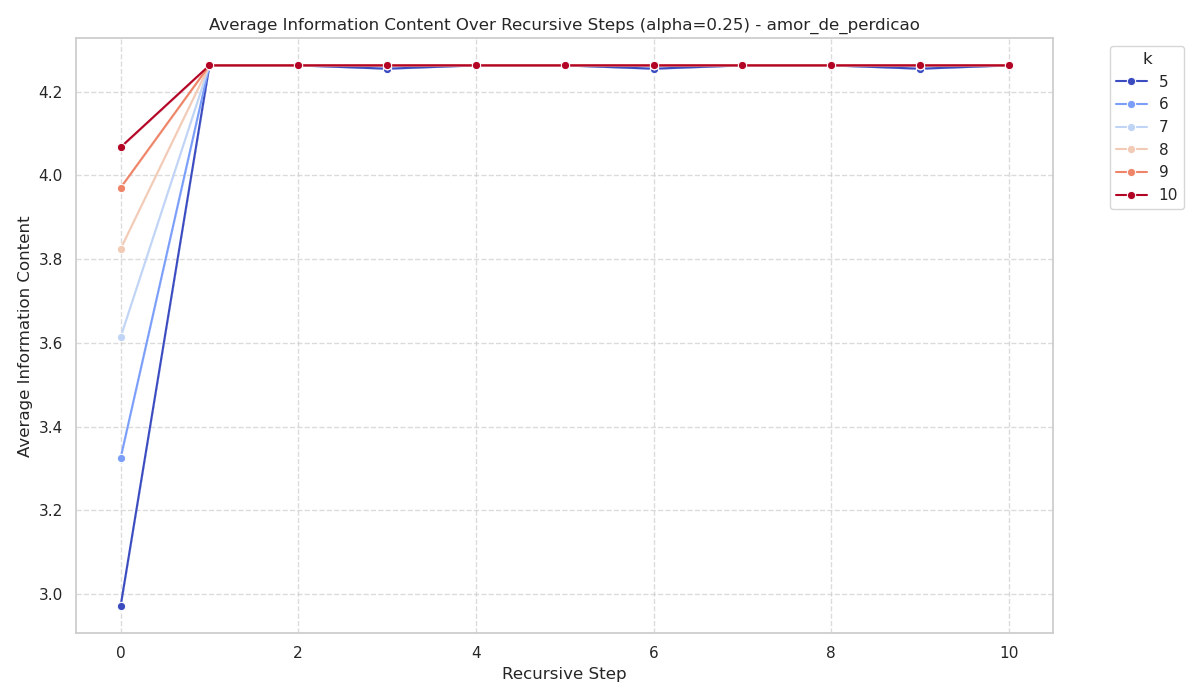 Average Information Content Over Recursive Steps (alpha=0.25) - amor_de_perdicao
k
5
6
7
8
9
10
Average Information Content
4.2
4.0
3.8
3.6
3.4
3.2
3.0
0 2 4 6 8 10
Recursive Step